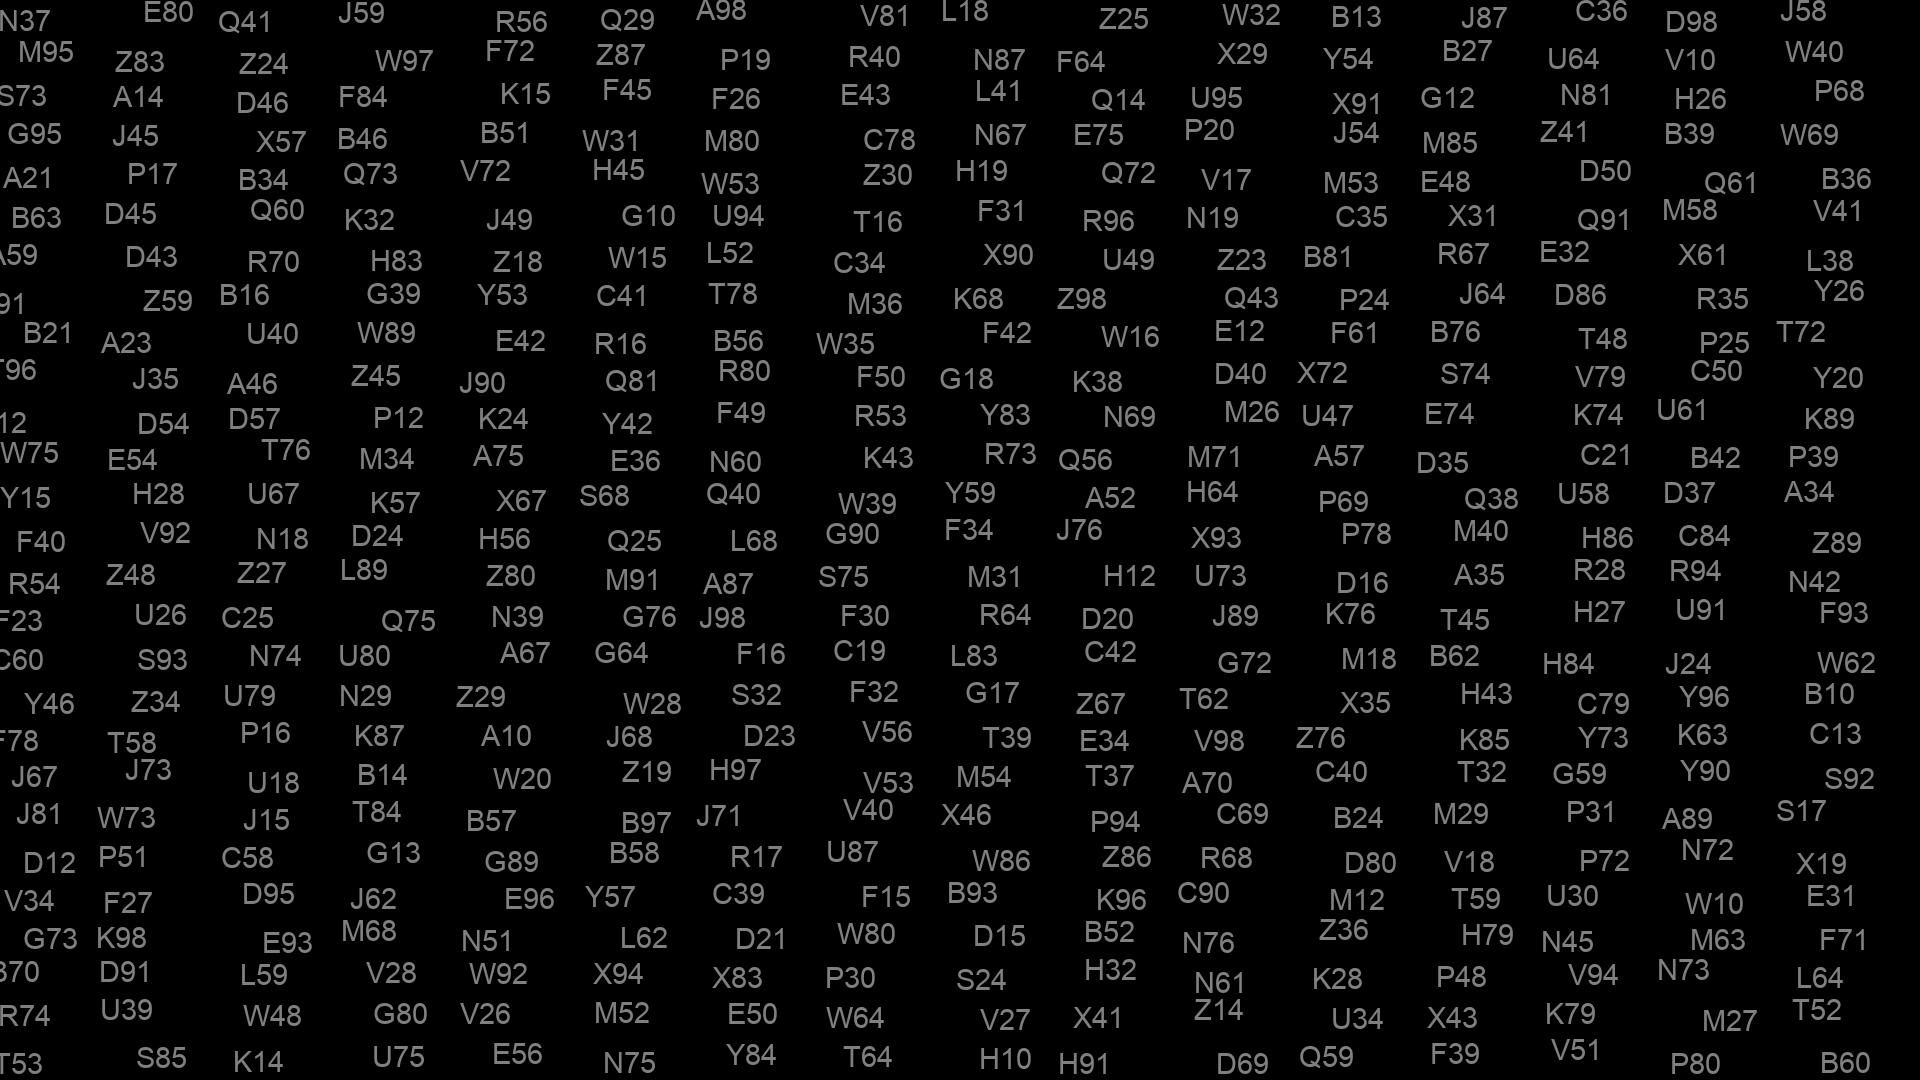 N37 E80 Q41 J59 R56 Q29 A98 V81 L18 Z25 W32 B13 J87 C36 D98 J58
M95 Z83 Z24 W97 F72 Z87 P19 R40 N87 F64 X29 Y54 B27 U64 V10 W40
S73 A14 D46 F84 K15 F45 F26 E43 L41 Q14 U95 X91 G12 N81 H26 P68
G95 J45 X57 B46 B51 W31 M80 C78 N67 E75 P20 J54 M85 Z41 B39 W69
A21 P17 B34 Q73 V72 H45 W53 Z30 H19 Q72 V17 M53 E48 D50 Q61 B36
B63 D45 Q60 K32 J49 G10 U94 T16 F31 R96 N19 C35 X31 Q91 M58 V41
A59 D43 R70 H83 Z18 W15 L52 C34 X90 U49 Z23 B81 R67 E32 X61 L38
91 Z59 B16 G39 Y53 C41 T78 M36 K68 Z98 Q43 P24 J64 D86 R35 Y26
B21 A23 U40 W89 E42 R16 B56 W35 F42 W16 E12 F61 B76 T48 P25 T72
96 J35 A46 Z45 J90 Q81 R80 F50 G18 K38 D40 X72 S74 V79 C50 Y20
12 D54 D57 P12 K24 Y42 F49 R53 Y83 N69 M26 U47 E74 K74 U61 K89
W75 E54 T76 M34 A75 E36 N60 K43 R73 Q56 M71 A57 D35 C21 B42 P39
Y15 H28 U67 K57 X67 S68 Q40 W39 Y59 A52 H64 P69 Q38 U58 D37 A34
F40 V92 N18 D24 H56 Q25 L68 G90 F34 J76 X93 P78 M40 H86 C84 Z89
R54 Z48 Z27 L89 Z80 M91 A87 S75 M31 H12 U73 D16 A35 R28 R94 N42
F23 U26 C25 Q75 N39 G76 J98 F30 R64 D20 J89 K76 T45 H27 U91 F93
C60 S93 N74 U80 A67 G64 F16 C19 L83 C42 G72 M18 B62 H84 J24 W62
Y46 Z34 U79 N29 Z29 W28 S32 F32 G17 Z67 T62 X35 H43 C79 Y96 B10
F78 T58 P16 K87 A10 J68 D23 V56 T39 E34 V98 Z76 K85 Y73 K63 C13
J67 J73 U18 B14 W20 Z19 H97 V53 M54 T37 A70 C40 T32 G59 Y90 S92
J81 W73 J15 T84 B57 B97 J71 V40 X46 P94 C69 B24 M29 P31 A89 S17
D12 P51 C58 G13 G89 B58 R17 U87 W86 Z86 R68 D80 V18 P72 N72 X19
V34 F27 D95 J62 E96 Y57 C39 F15 B93 K96 C90 M12 T59 U30 W10 E31
G73 K98 E93 M68 N51 L62 D21 W80 D15 B52 N76 Z36 H79 N45 M63 F71
B70 D91 L59 V28 W92 X94 X83 P30 S24 H32 N61 K28 P48 V94 N73 L64
R74 U39 W48 G80 V26 M52 E50 W64 V27 X41 Z14 U34 X43 K79 M27 T52
T53 S85 K14 U75 E56 N75 Y84 T64 H10 H91 D69 Q59 F39 V51 P80 B60